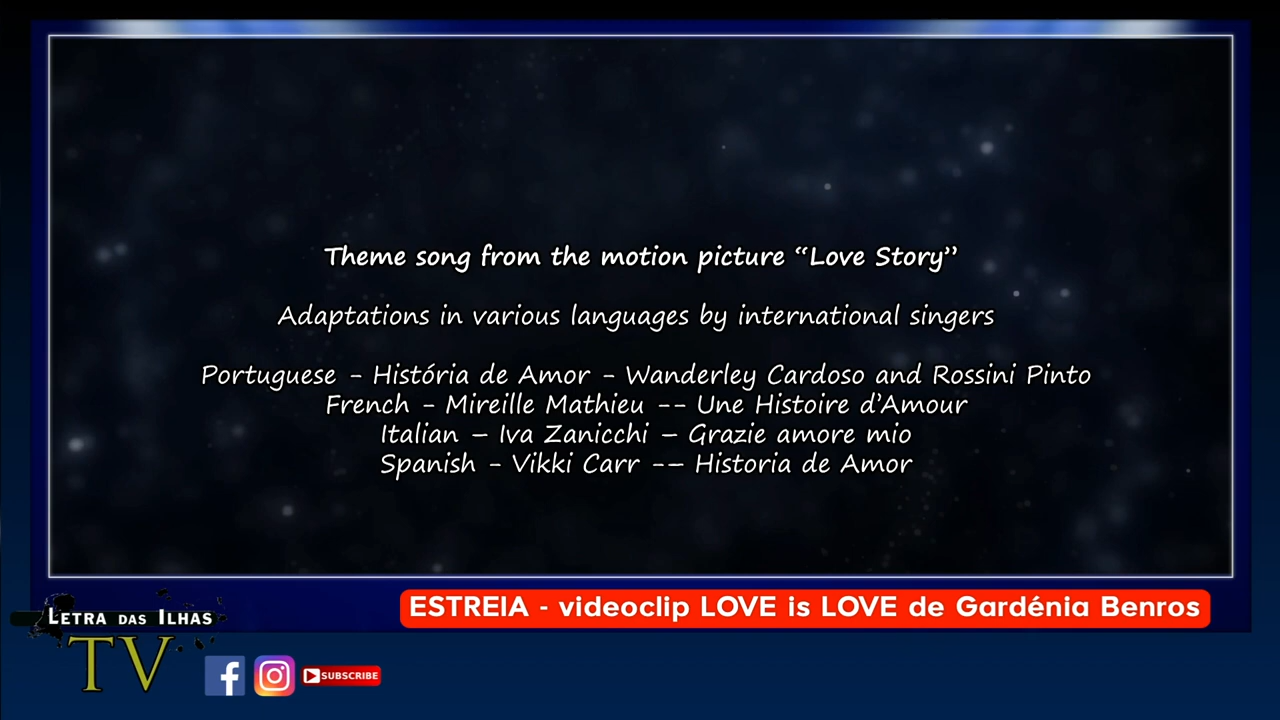 Theme song from the motion picture “Love Story”
Adaptations in various languages by international singers
Portuguese - História de Amor - Wanderley Cardoso and Rossini Pinto
French - Mireille Mathieu -- Une Histoire d’Amour
Italian – Iva Zanicchi – Grazie amore mio
Spanish - Vikki Carr -– Historia de Amor
ESTREIA - videoclip LOVE is LOVE de Gardénia Benros
LETRA DAS ILHAS
TV
SUBSCRIBE